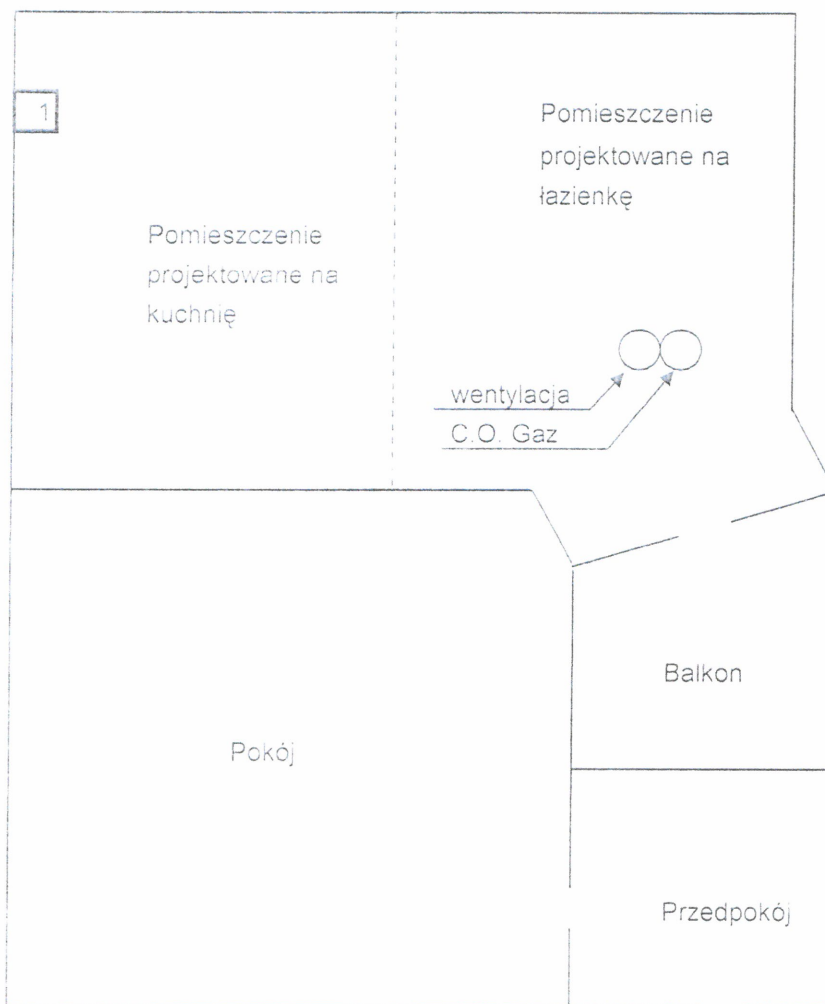 1
Pomieszczenie
projektowane na
łazienkę
Pomieszczenie
projektowane na
kuchnię
wentylacja
C.O. Gaz
Balkon
Pokój
Przedpokój